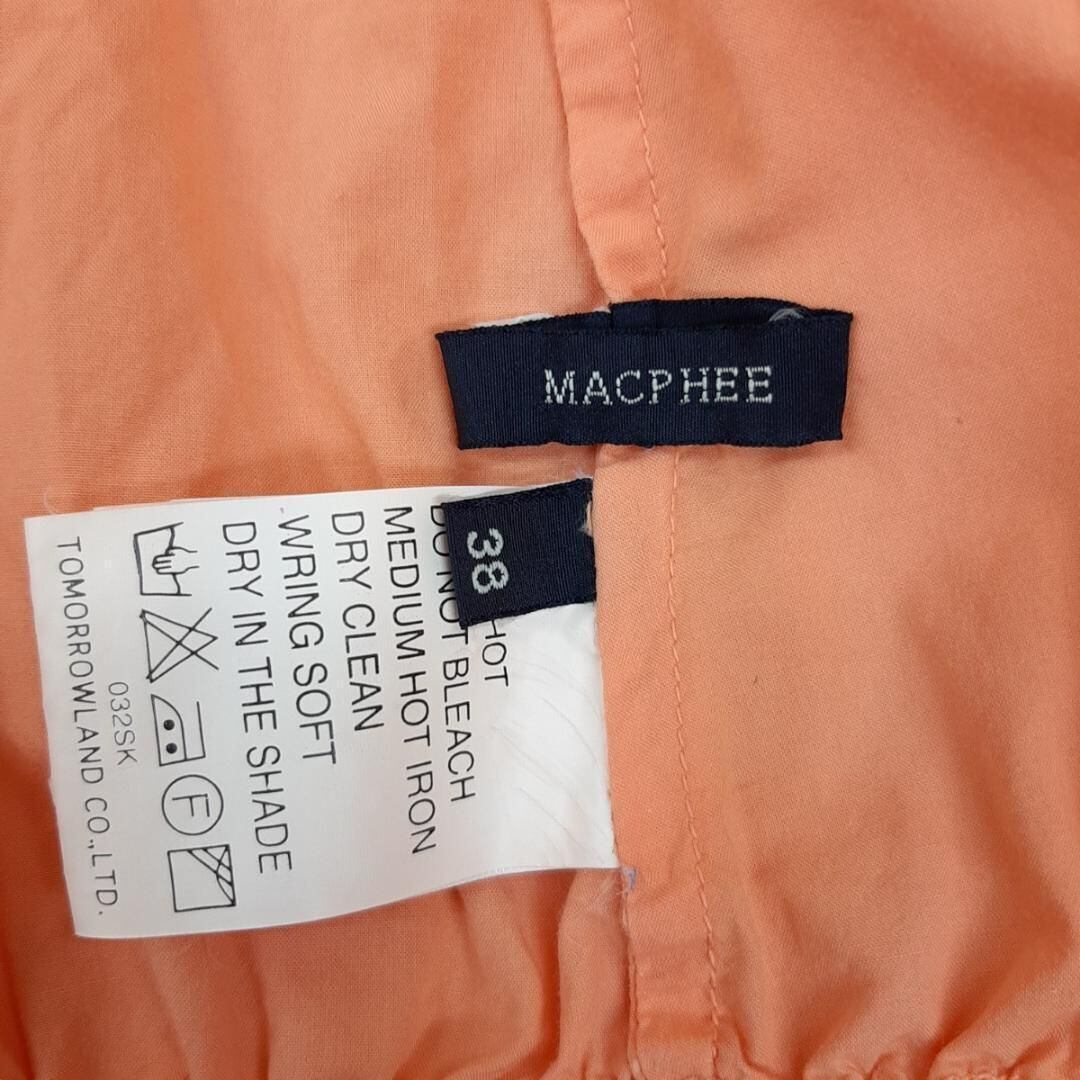 MACPHEE
38
HOT
DO NOT BLEACH
MEDIUM HOT IRON
DRY CLEAN
WRING SOFT
DRY IN THE SHADE
F
032SK
TOMORROWLAND CO.,LTD.